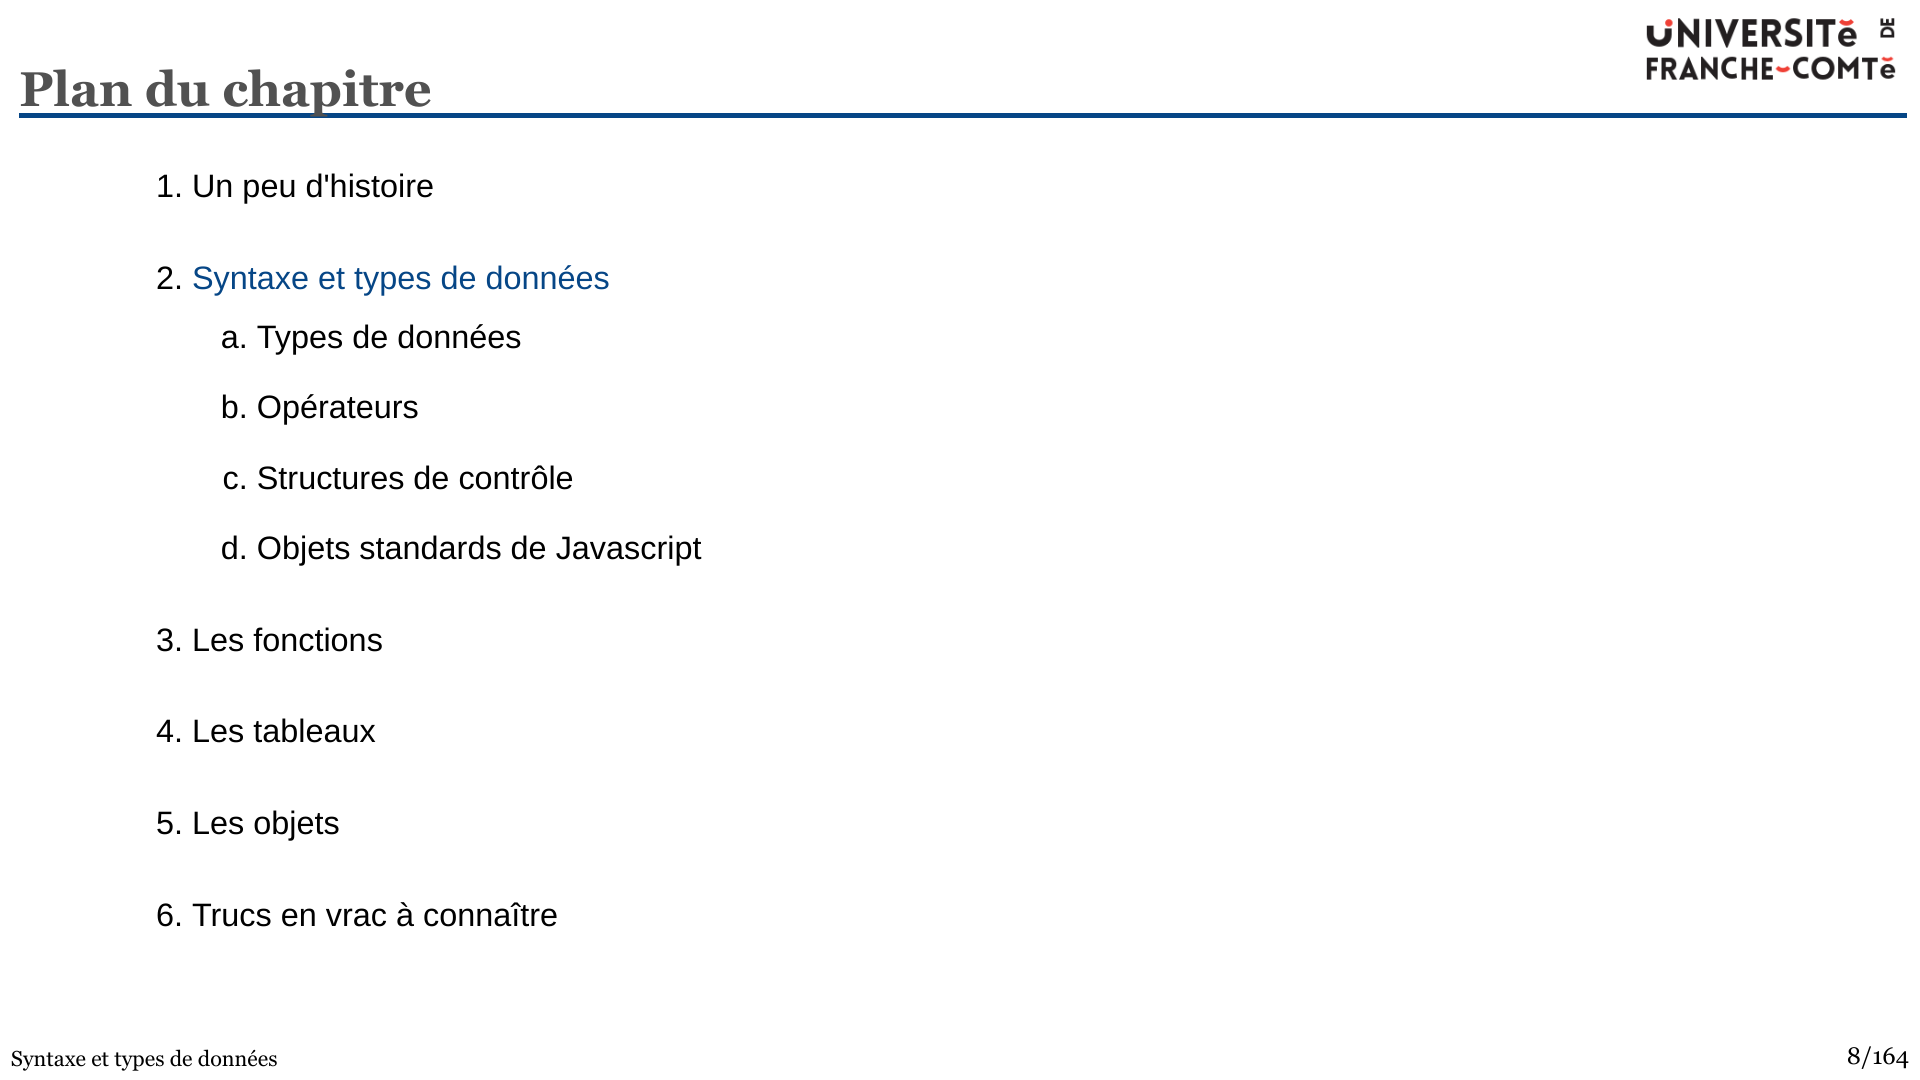 UNIVERSITé DE
FRANCHE-COMTé
Plan du chapitre
1. Un peu d'histoire
2. Syntaxe et types de données
a. Types de données
b. Opérateurs
c. Structures de contrôle
d. Objets standards de Javascript
3. Les fonctions
4. Les tableaux
5. Les objets
6. Trucs en vrac à connaître
Syntaxe et types de données
8/164